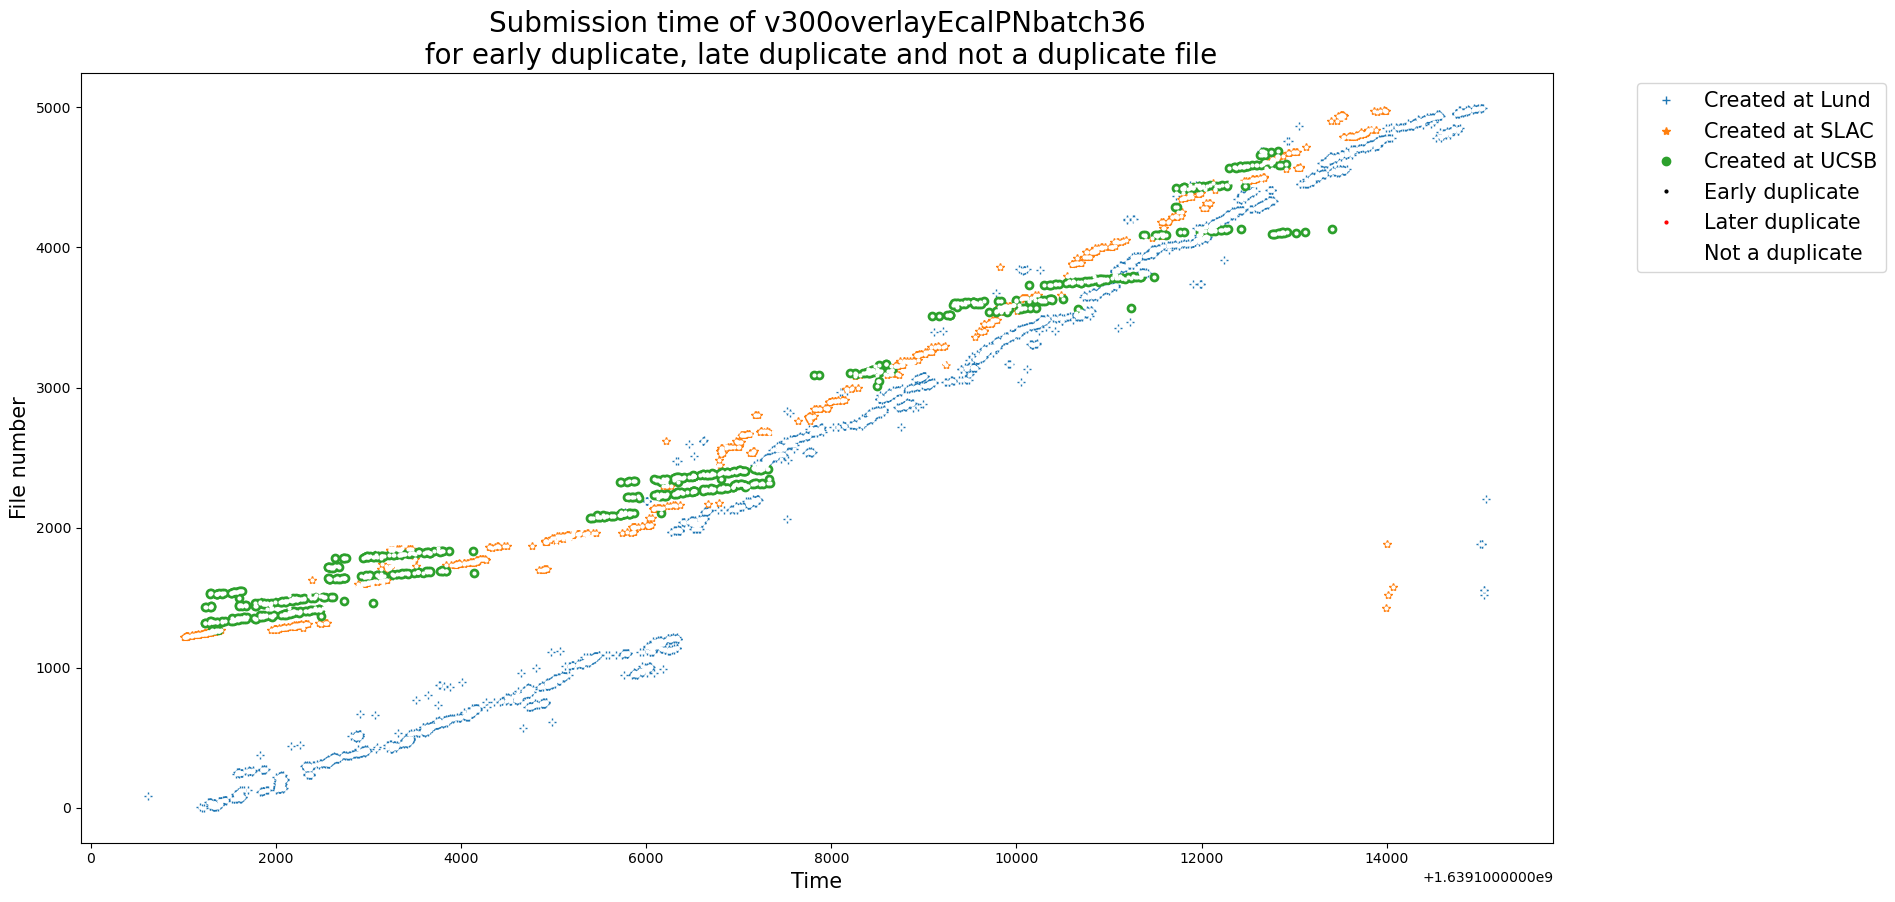 Submission time of v300overlayEcalPNbatch36
for early duplicate, late duplicate and not a duplicate file
Created at Lund
Created at SLAC
Created at UCSB
Early duplicate
Later duplicate
Not a duplicate
File number
5000
4000
3000
2000
1000
0
0 2000 4000 6000 8000 10000 12000 14000
+1.6391000000e9
Time